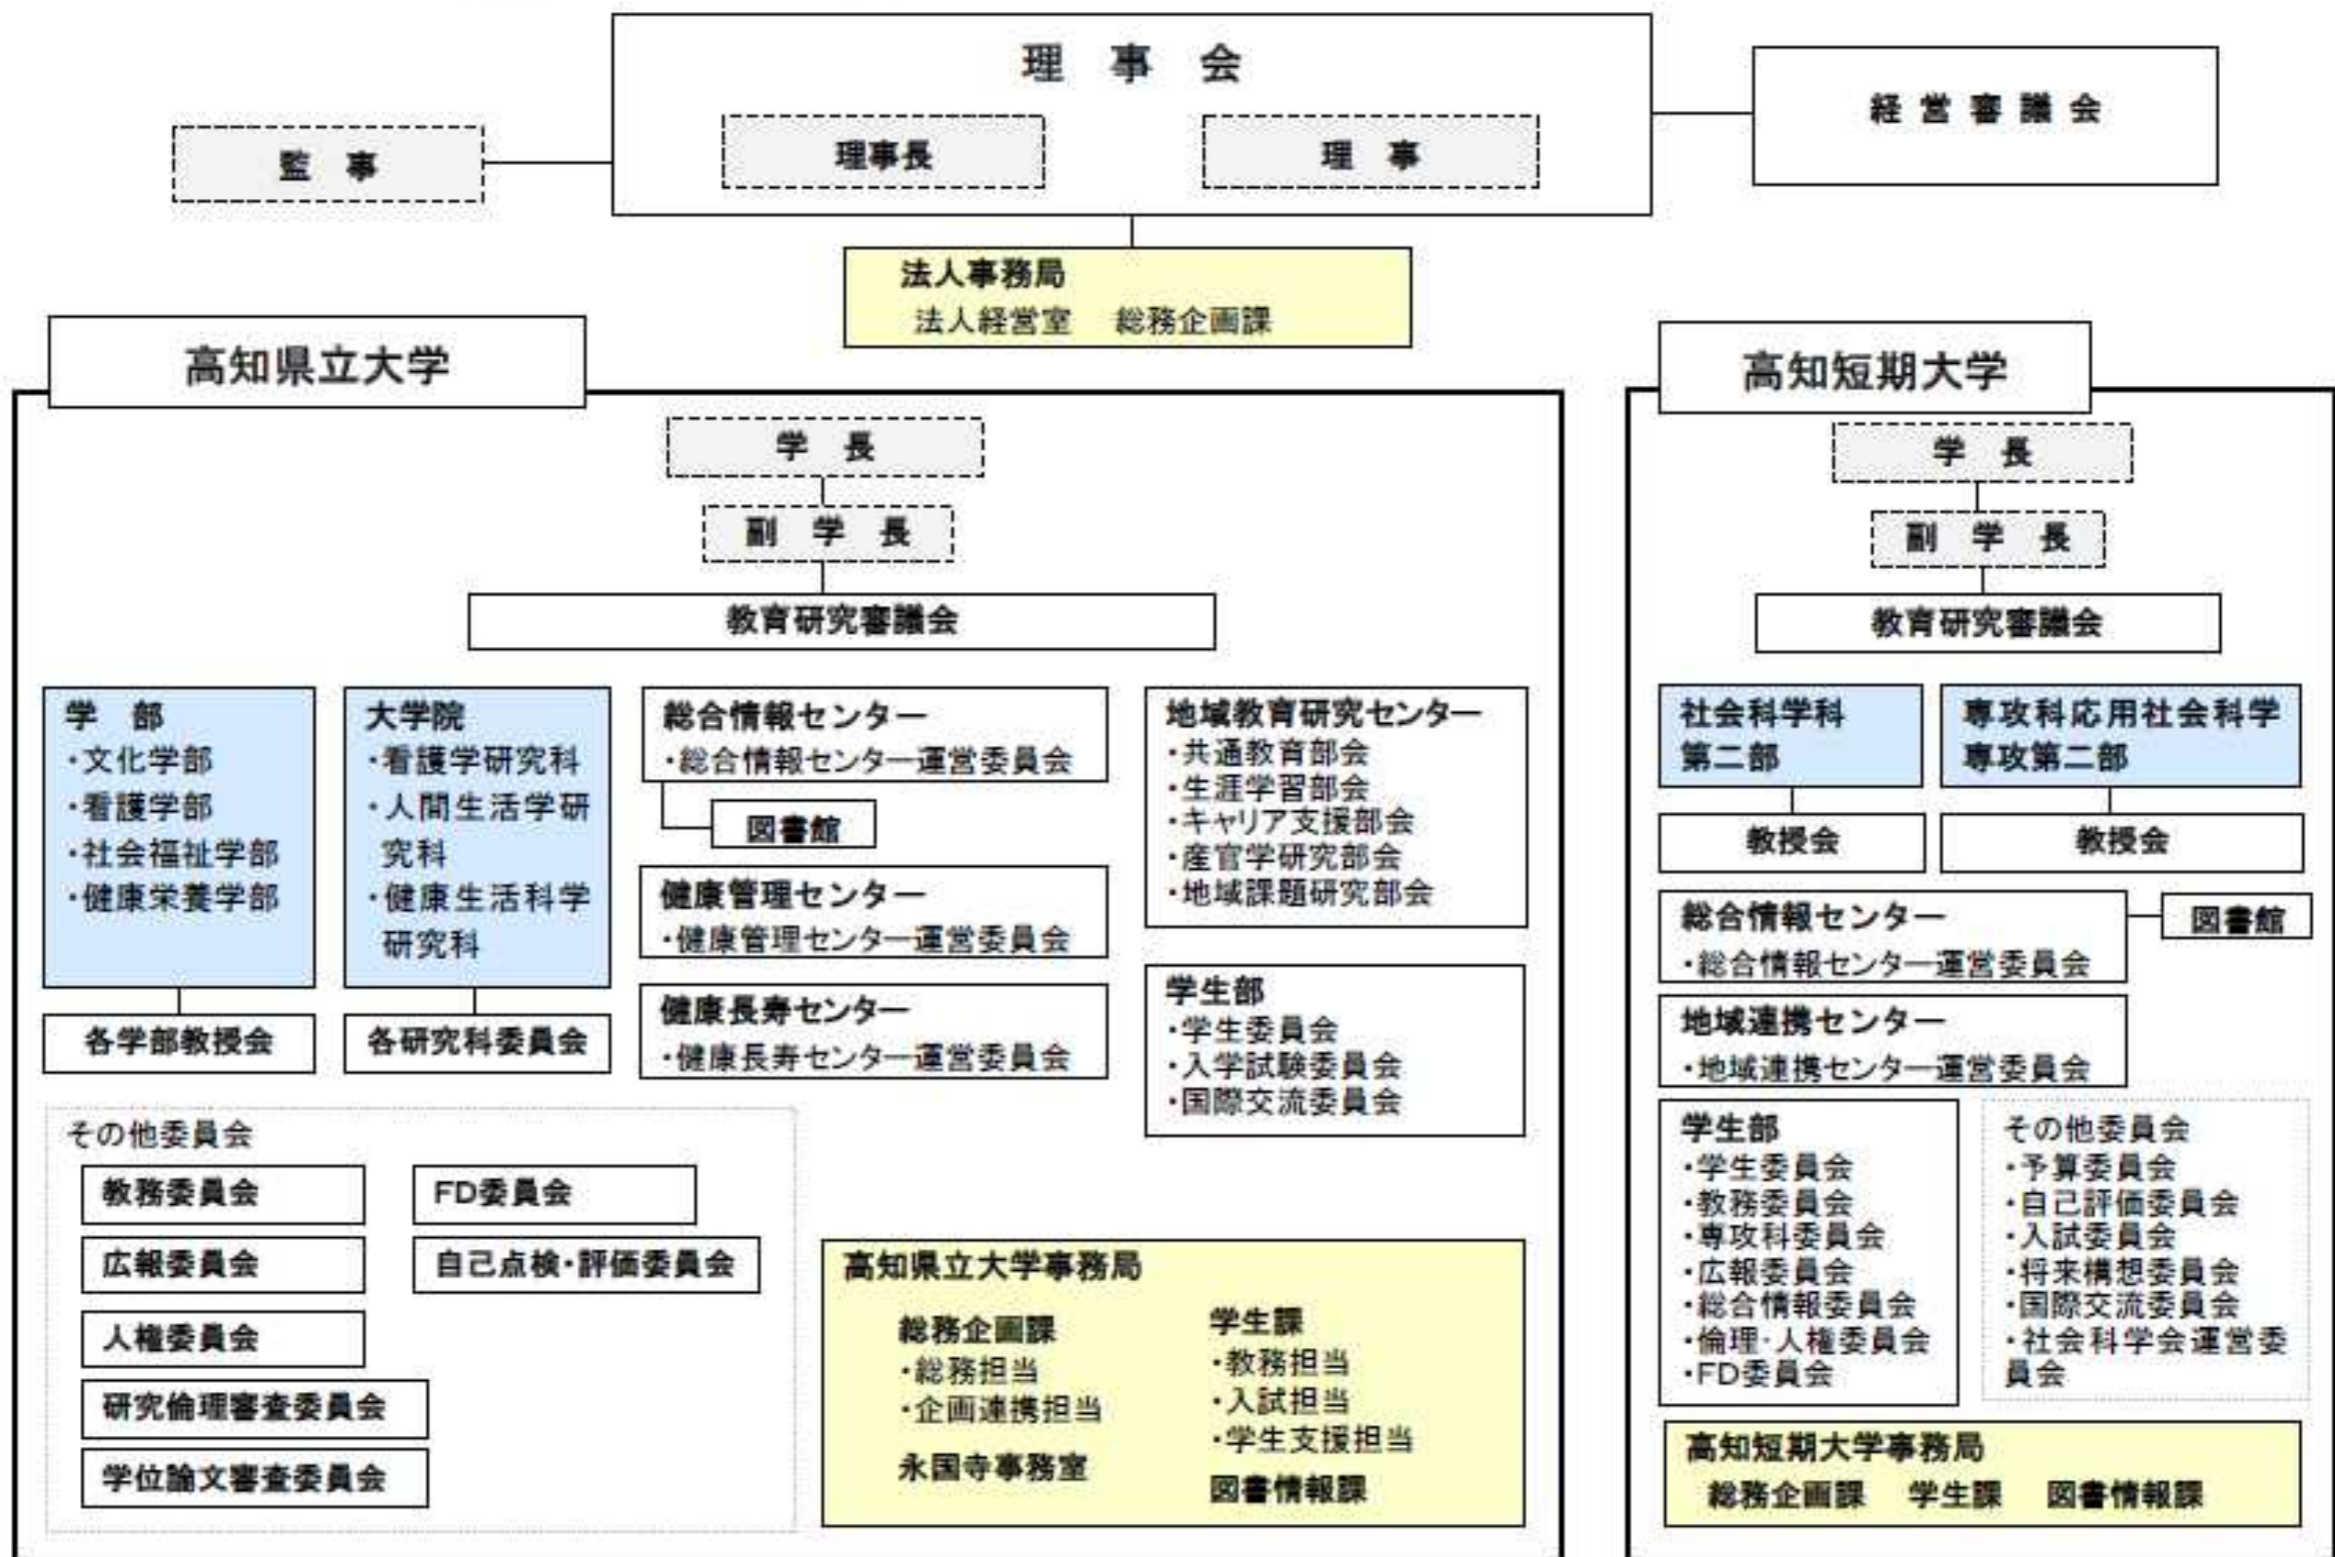 理 事 会
監 事
理事長
理 事
経 営 審 議 会
法人事務局
法人経営室 総務企画課
高知県立大学
学 長
副 学 長
教育研究審議会
学 部
・文化学部
・看護学部
・社会福祉学部
・健康栄養学部
各学部教授会
大学院
・看護学研究科
・人間生活学研
究科
・健康生活科学
研究科
各研究科委員会
総合情報センター
・総合情報センター運営委員会
図書館
健康管理センター
・健康管理センター運営委員会
健康長寿センター
・健康長寿センター運営委員会
地域教育研究センター
・共通教育部会
・生涯学習部会
・キャリア支援部会
・産官学研究部会
・地域課題研究部会
学生部
・学生委員会
・入学試験委員会
・国際交流委員会
その他委員会
教務委員会
FD委員会
広報委員会
自己点検・評価委員会
人権委員会
研究倫理審査委員会
学位論文審査委員会
高知県立大学事務局
総務企画課
・総務担当
・企画連携担当
永国寺事務室
学生課
・教務担当
・入試担当
・学生支援担当
図書情報課
高知短期大学
学 長
副 学 長
教育研究審議会
社会科学科
第二部
教授会
専攻科応用社会科学
専攻第二部
教授会
総合情報センター
・総合情報センター運営委員会
図書館
地域連携センター
・地域連携センター運営委員会
学生部
・学生委員会
・教務委員会
・専攻科委員会
・広報委員会
・総合情報委員会
・倫理・人権委員会
・FD委員会
その他委員会
・予算委員会
・自己評価委員会
・入試委員会
・将来構想委員会
・国際交流委員会
・社会科学会運営委
員会
高知短期大学事務局
総務企画課 学生課 図書情報課